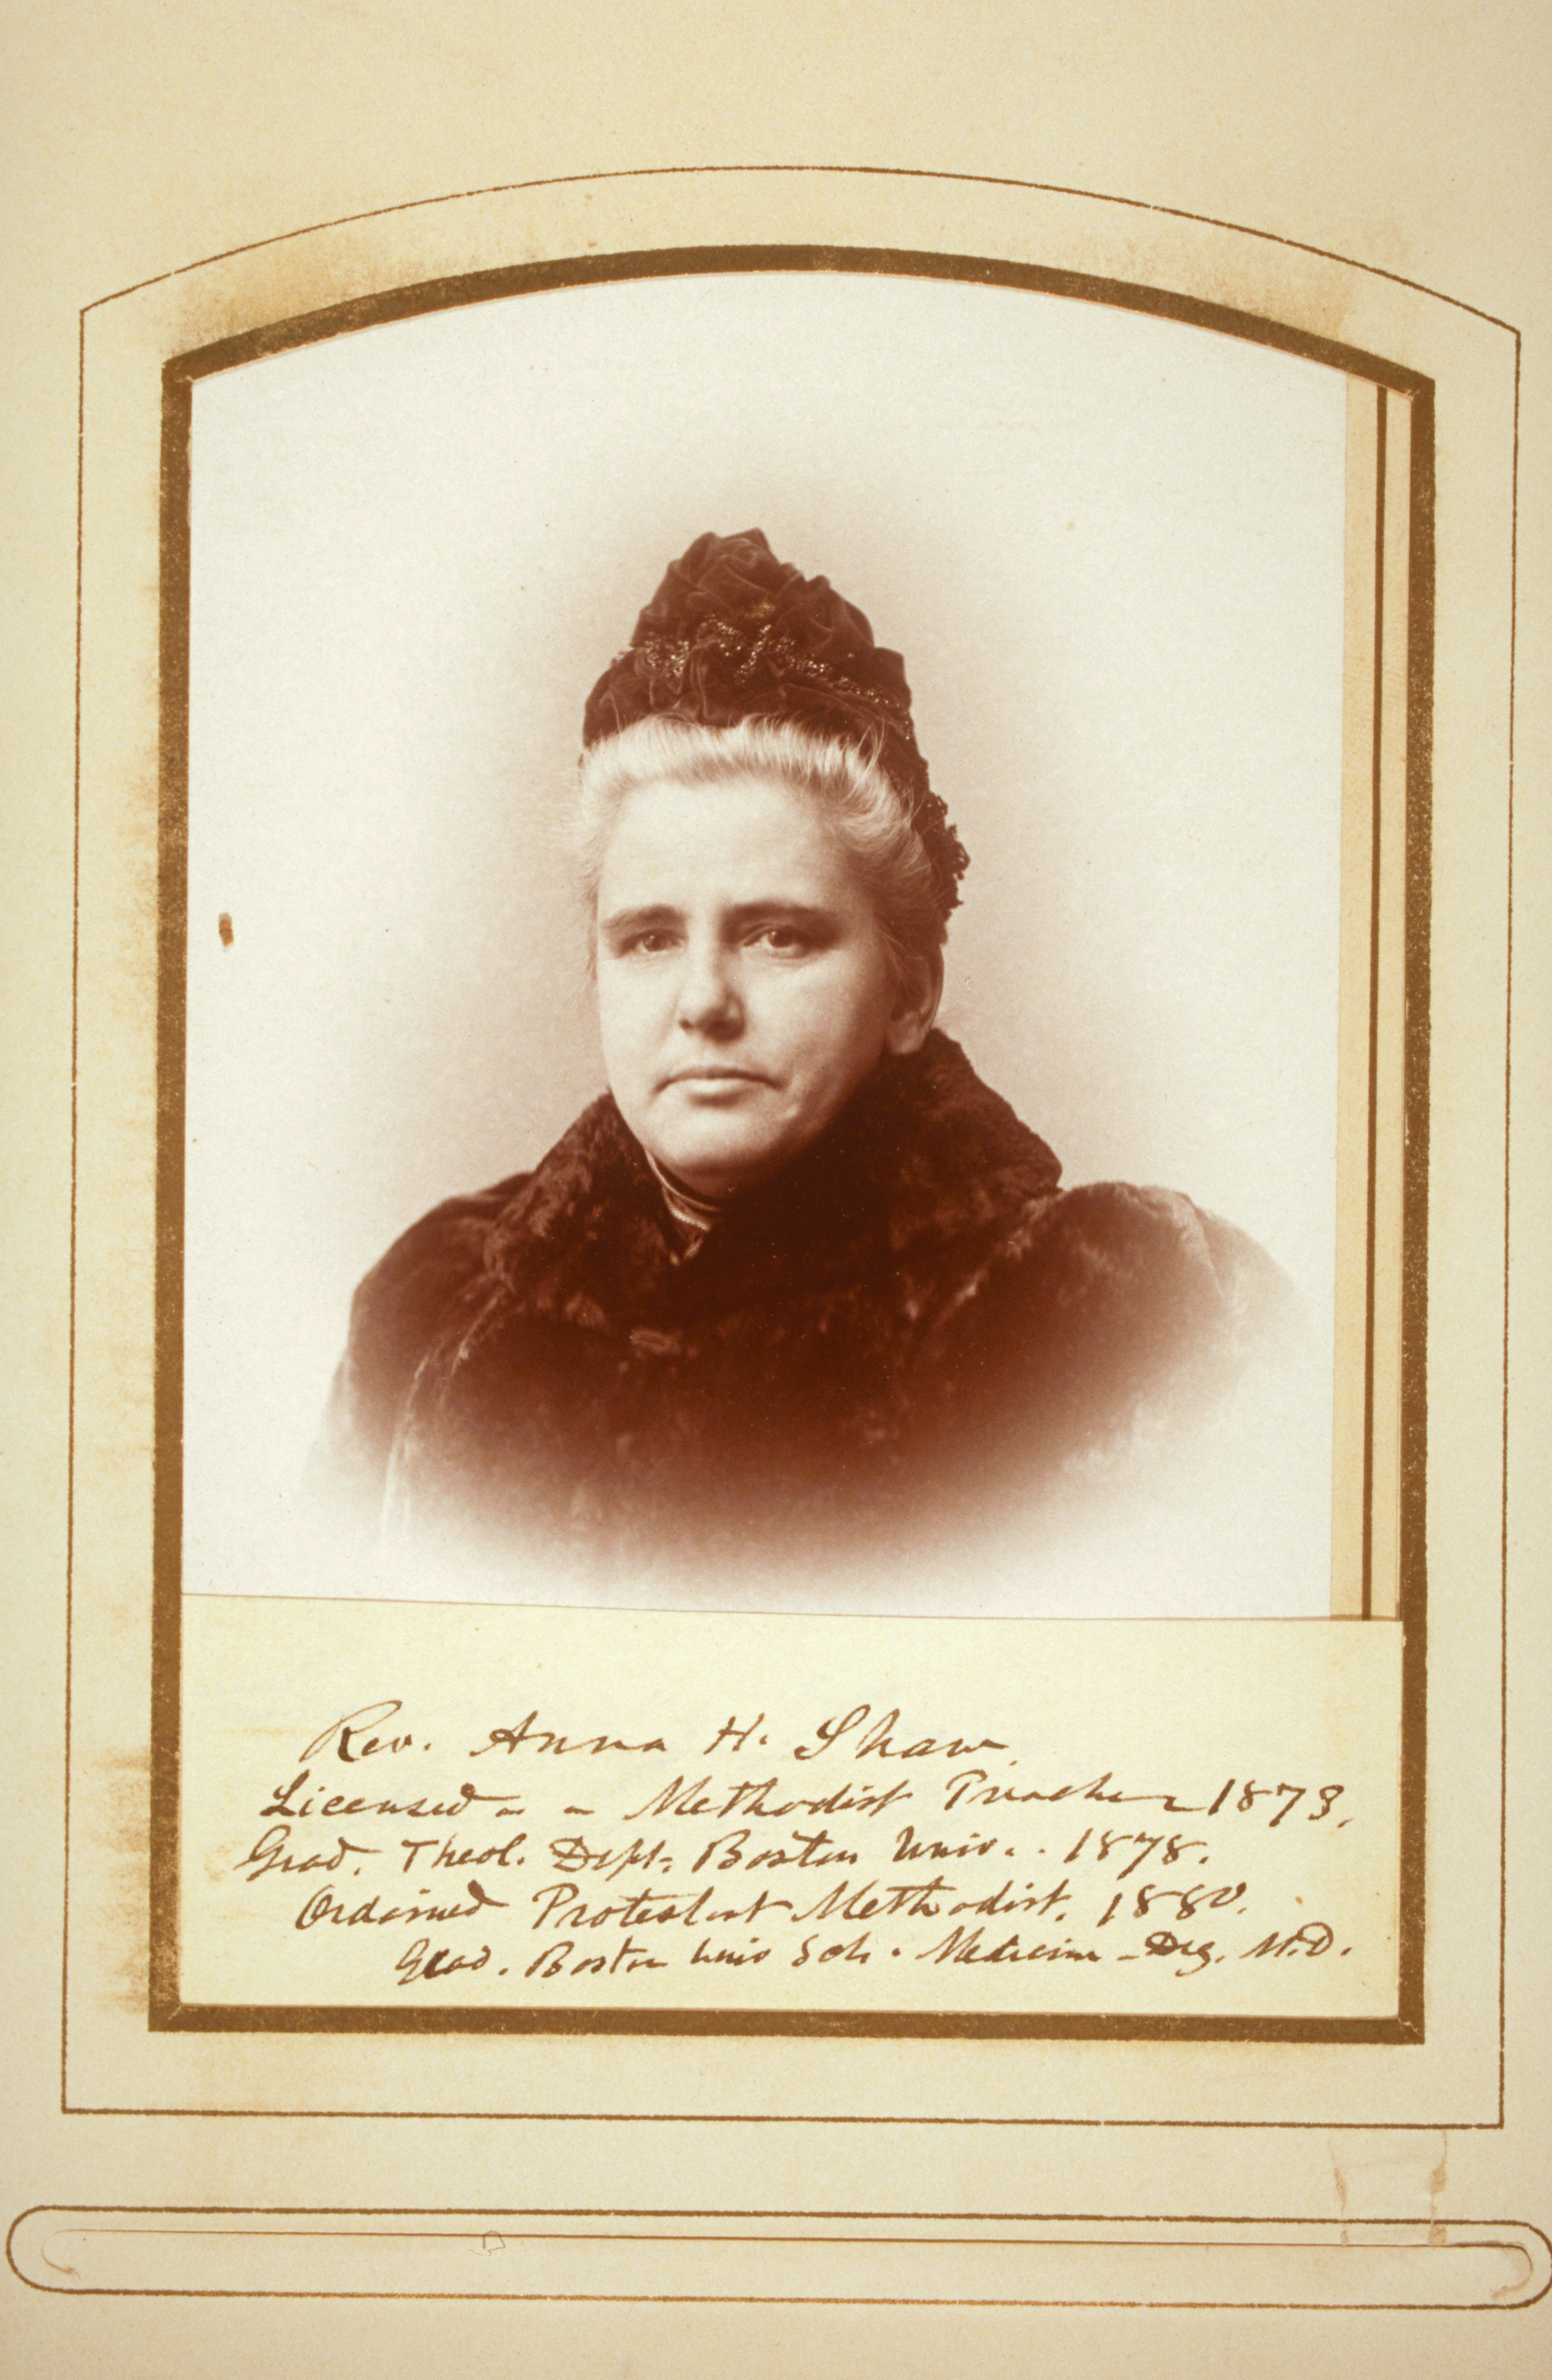 Rev. Anna H. Shaw.
Licensed as a Methodist Preacher 1873.
Grad. Theol. Dept. Boston Univ. 1878.
Ordained Protestant Methodist. 1880.
Grad. Boston Univ Sch. Medicine - Deg. M.D.